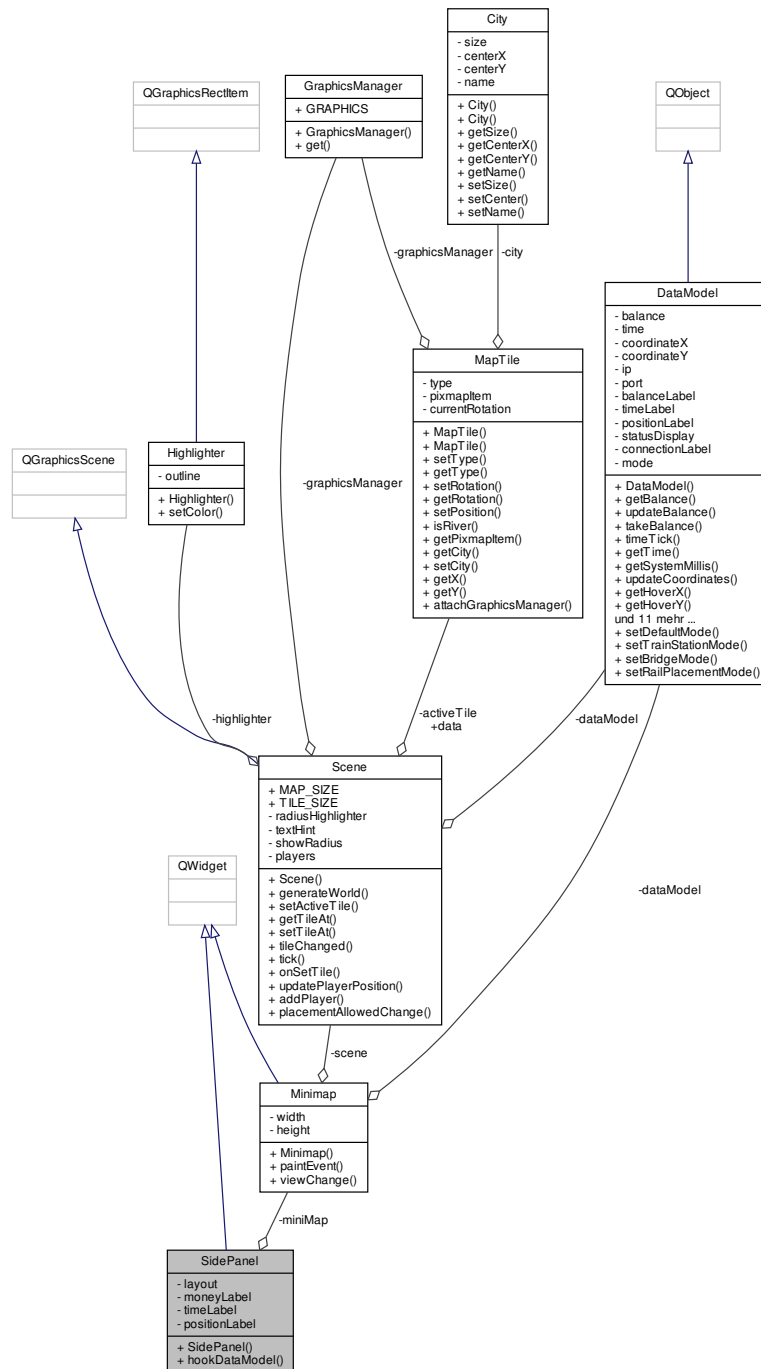 City
- size
- centerX
- centerY
- name
+ City()
+ City()
+ getSize()
+ getCenterX()
+ getCenterY()
+ getName()
+ setSize()
+ setCenter()
+ setName()
GraphicsManager
+ GRAPHICS
+ GraphicsManager()
+ get()
QGraphicsRectItem
QObject
-graphicsManager
-city
DataModel
- balance
- time
- coordinateX
- coordinateY
- ip
- port
- balanceLabel
- timeLabel
- positionLabel
- statusDisplay
- connectionLabel
- mode
+ DataModel()
+ getBalance()
+ updateBalance()
+ takeBalance()
+ timeTick()
+ getTime()
+ getSystemMillis()
+ updateCoordinates()
+ getHoverX()
+ getHoverY()
und 11 mehr ...
+ setDefaultMode()
+ setTrainStationMode()
+ setBridgeMode()
+ setRailPlacementMode()
MapTile
- type
- pixmapItem
- currentRotation
+ MapTile()
+ MapTile()
+ setType()
+ getType()
+ setRotation()
+ getRotation()
+ setPosition()
+ isRiver()
+ getPixmapItem()
+ getCity()
+ setCity()
+ getX()
+ getY()
+ attachGraphicsManager()
Highlighter
- outline
+ Highlighter()
+ setColor()
QGraphicsScene
-graphicsManager
-highlighter
-activeTile
+data
-dataModel
Scene
+ MAP_SIZE
+ TILE_SIZE
- radiusHighlighter
- textHint
- showRadius
- players
+ Scene()
+ generateWorld()
+ setActiveTile()
+ getTileAt()
+ setTileAt()
+ tileChanged()
+ tick()
+ onSetTile()
+ updatePlayerPosition()
+ addPlayer()
+ placementAllowedChange()
QWidget
-dataModel
-scene
Minimap
- width
- height
+ Minimap()
+ paintEvent()
+ viewChange()
-miniMap
SidePanel
- layout
- moneyLabel
- timeLabel
- positionLabel
+ SidePanel()
+ hookDataModel()